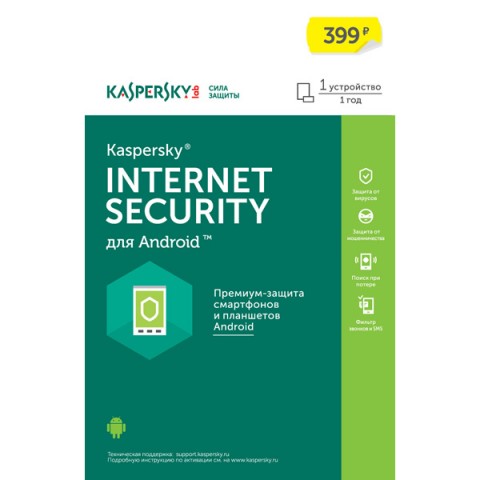 399 ₽
KASPERSKY lab
СИЛА
ЗАЩИТЫ
1 устройство
1 год
Kaspersky®
INTERNET
SECURITY
для Android™
Премиум-защита
смартфонов
и планшетов
Android
Защита от
вирусов
Защита от
мошенничества
Поиск при
потере
Фильтр
звонков и SMS
Техническая поддержка: support.kaspersky.ru
Подробную инструкцию по активации см. на www.kaspersky.ru